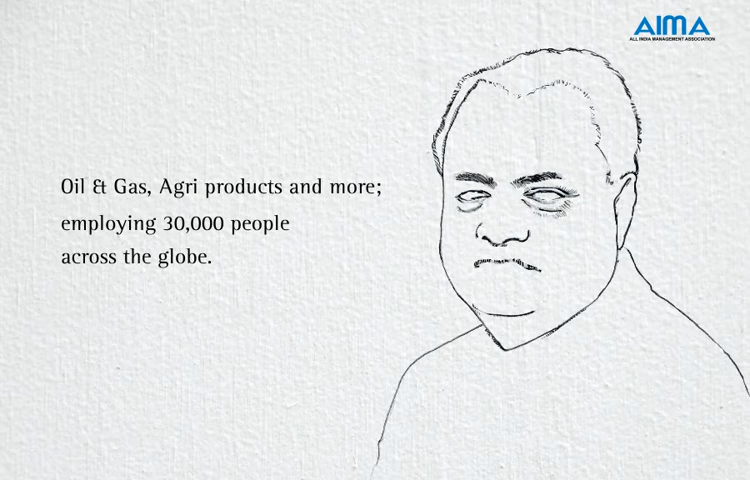 AIMA
ALL INDIA MANAGEMENT ASSOCIATION
Oil & Gas, Agri products and more;
employing 30,000 people
across the globe.